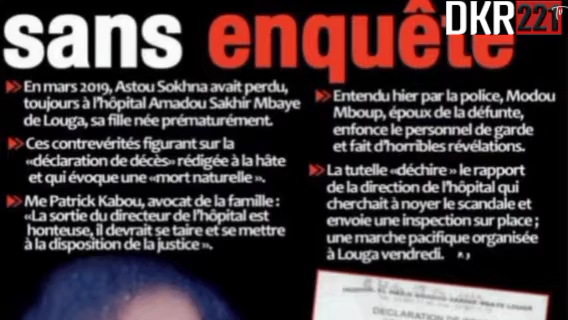 DKR221 TV
sans enquête
En mars 2019, Astou Sokhna avait perdu,
toujours à l'hôpital Amadou Sakhir Mbaye
de Louga, sa fille née prématurément.
Ces contrevérités figurant sur la
«déclaration de décès» rédigée à la hâte
et qui évoque une «mort naturelle».
Me Patrick Kabou, avocat de la famille :
«La sortie du directeur de l'hôpital est
honteuse, il devrait se taire et se mettre
à la disposition de la justice».
Entendu hier par la police, Modou
Mboup, époux de la défunte,
enfonce le personnel de garde
et fait d'horribles révélations.
La tutelle «déchire» le rapport
de la direction de l'hôpital qui
cherchait à noyer le scandale et
envoie une inspection sur place ;
une marche pacifique organisée
à Louga vendredi.